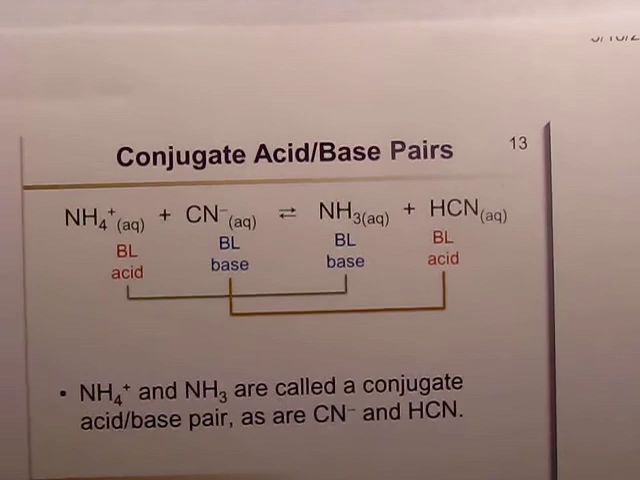 Conjugate Acid/Base Pairs
13
NH₄⁺(aq) + CN⁻(aq) ⇌ NH₃(aq) + HCN(aq)
BL BL BL BL
acid base base acid
• NH₄⁺ and NH₃ are called a conjugate
acid/base pair, as are CN⁻ and HCN.